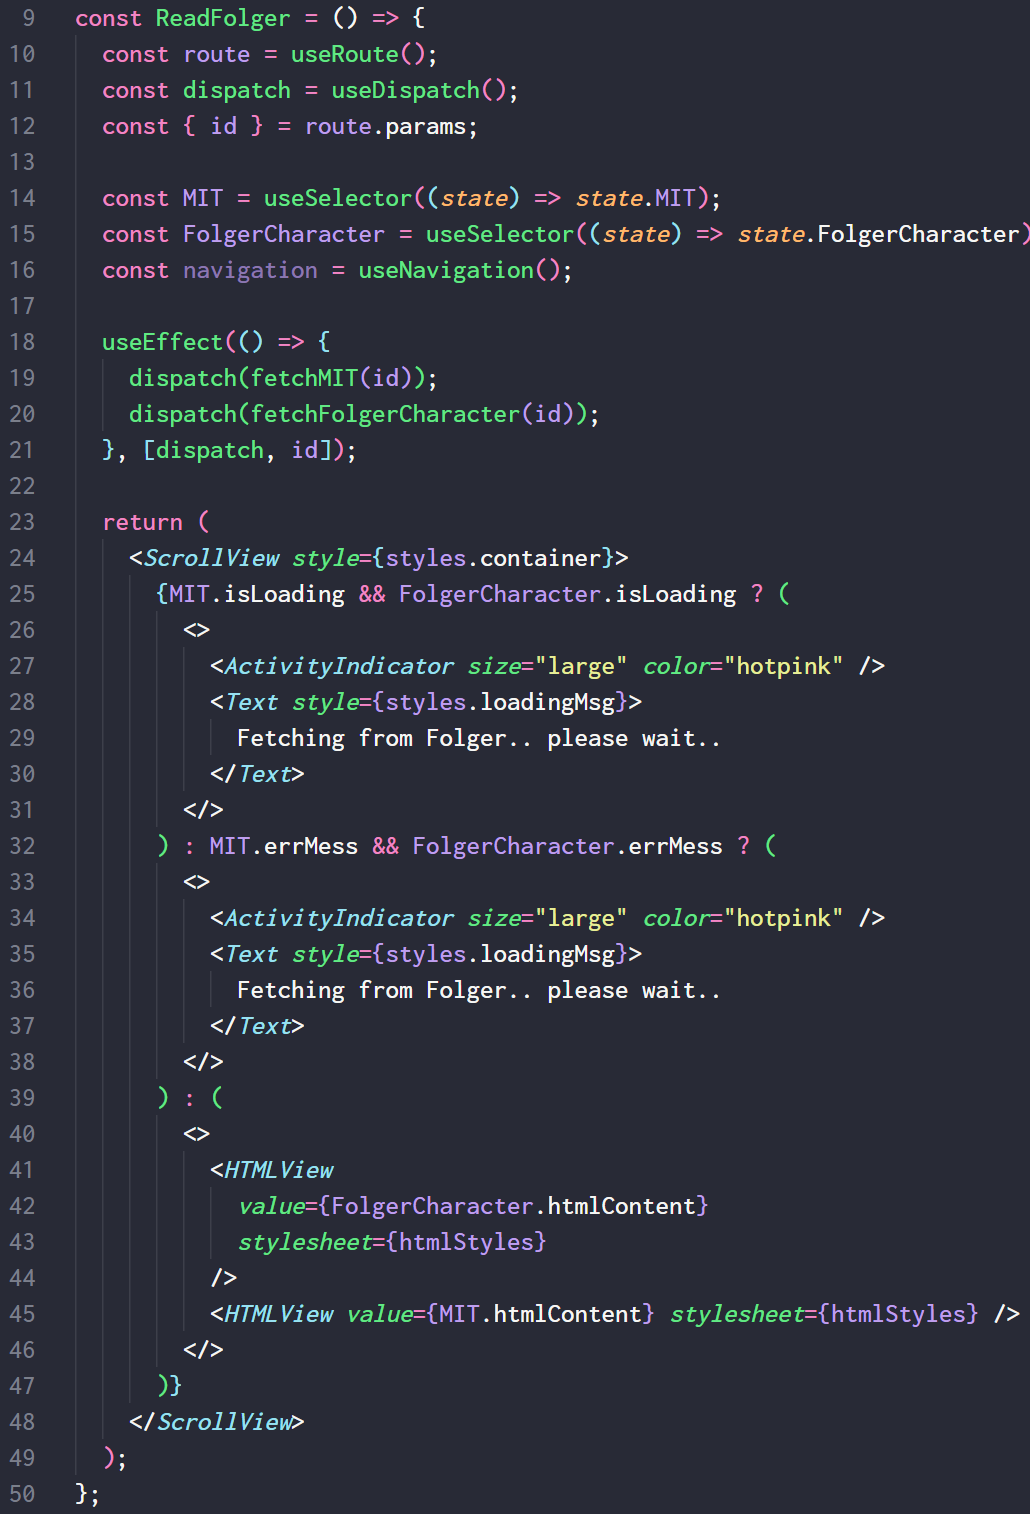 9 const ReadFolger = () => {
10 const route = useRoute();
11 const dispatch = useDispatch();
12 const { id } = route.params;
13
14 const MIT = useSelector((state) => state.MIT);
15 const FolgerCharacter = useSelector((state) => state.FolgerCharacter)
16 const navigation = useNavigation();
17
18 useEffect(() => {
19 dispatch(fetchMIT(id));
20 dispatch(fetchFolgerCharacter(id));
21 }, [dispatch, id]);
22
23 return (
24 <ScrollView style={styles.container}>
25 {MIT.isLoading && FolgerCharacter.isLoading ? (
26 <>
27 <ActivityIndicator size="large" color="hotpink" />
28 <Text style={styles.loadingMsg}>
29 Fetching from Folger.. please wait..
30 </Text>
31 </>
32 ) : MIT.errMess && FolgerCharacter.errMess ? (
33 <>
34 <ActivityIndicator size="large" color="hotpink" />
35 <Text style={styles.loadingMsg}>
36 Fetching from Folger.. please wait..
37 </Text>
38 </>
39 ) : (
40 <>
41 <HTMLView
42 value={FolgerCharacter.htmlContent}
43 stylesheet={htmlStyles}
44 />
45 <HTMLView value={MIT.htmlContent} stylesheet={htmlStyles} />
46 </>
47 )}
48 </ScrollView>
49 );
50 };